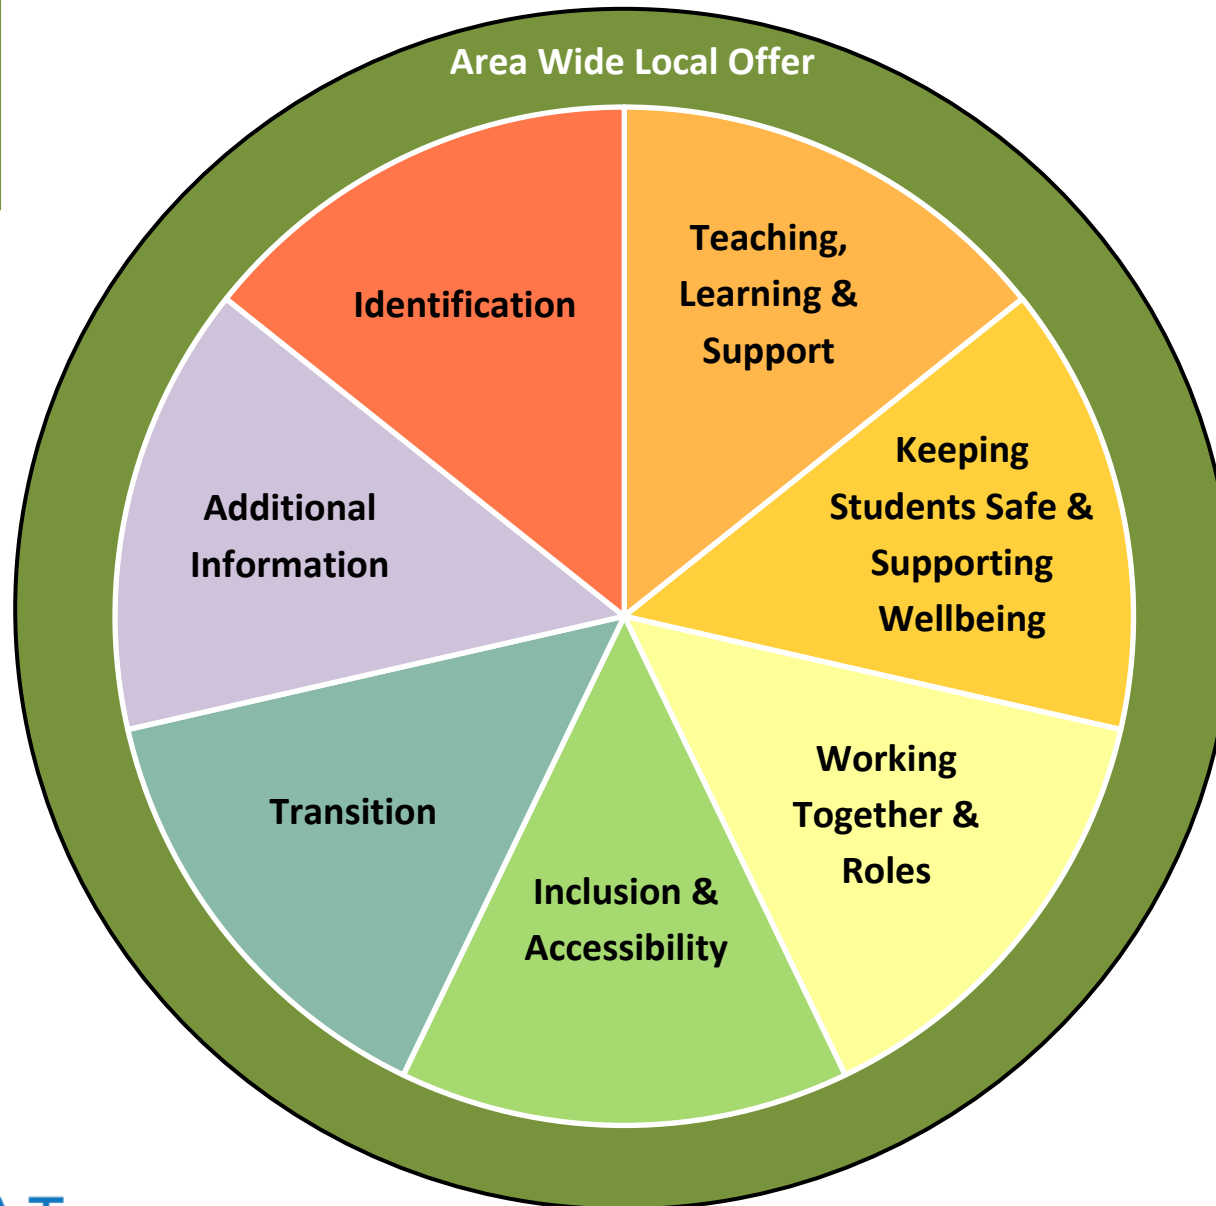 Area Wide Local Offer
Identification
Teaching,
Learning &
Support
Keeping
Students Safe &
Supporting
Wellbeing
Working
Together &
Roles
Inclusion &
Accessibility
Transition
Additional
Information